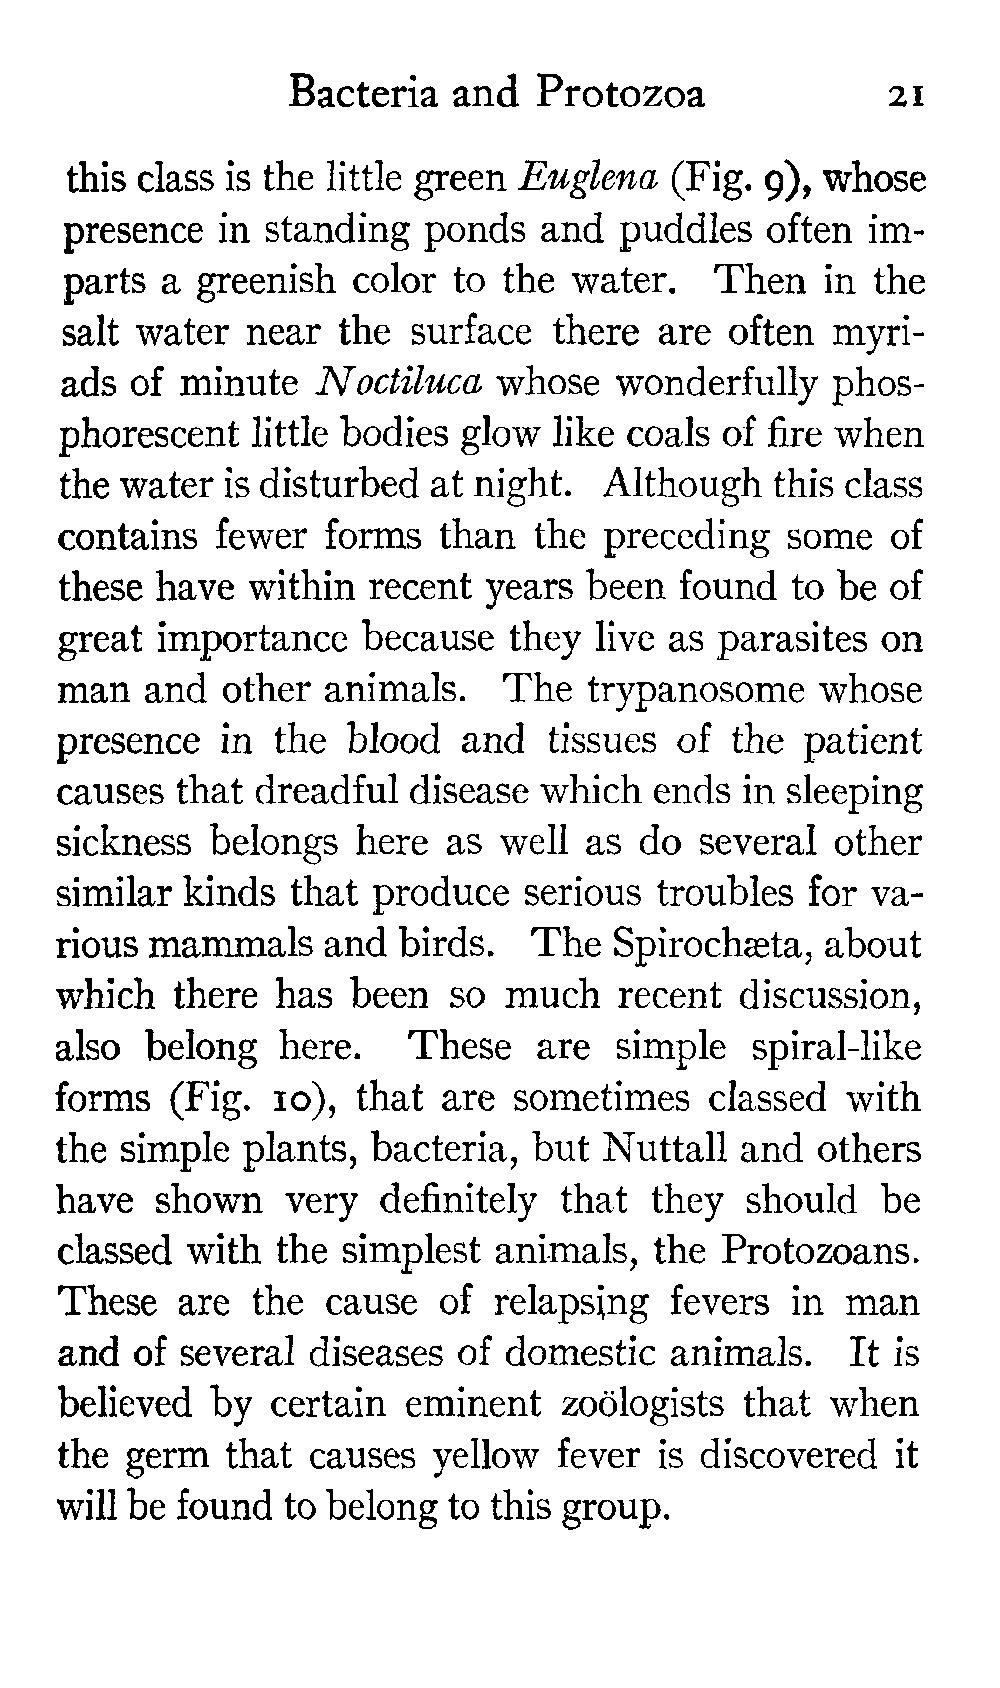 Bacteria and Protozoa 21
this class is the little green Euglena (Fig. 9), whose
presence in standing ponds and puddles often im-
parts a greenish color to the water. Then in the
salt water near the surface there are often myri-
ads of minute Noctiluca whose wonderfully phos-
phorescent little bodies glow like coals of fire when
the water is disturbed at night. Although this class
contains fewer forms than the preceding some of
these have within recent years been found to be of
great importance because they live as parasites on
man and other animals. The trypanosome whose
presence in the blood and tissues of the patient
causes that dreadful disease which ends in sleeping
sickness belongs here as well as do several other
similar kinds that produce serious troubles for va-
rious mammals and birds. The Spirochæta, about
which there has been so much recent discussion,
also belong here. These are simple spiral-like
forms (Fig. 10), that are sometimes classed with
the simple plants, bacteria, but Nuttall and others
have shown very definitely that they should be
classed with the simplest animals, the Protozoans.
These are the cause of relapsing fevers in man
and of several diseases of domestic animals. It is
believed by certain eminent zoölogists that when
the germ that causes yellow fever is discovered it
will be found to belong to this group.